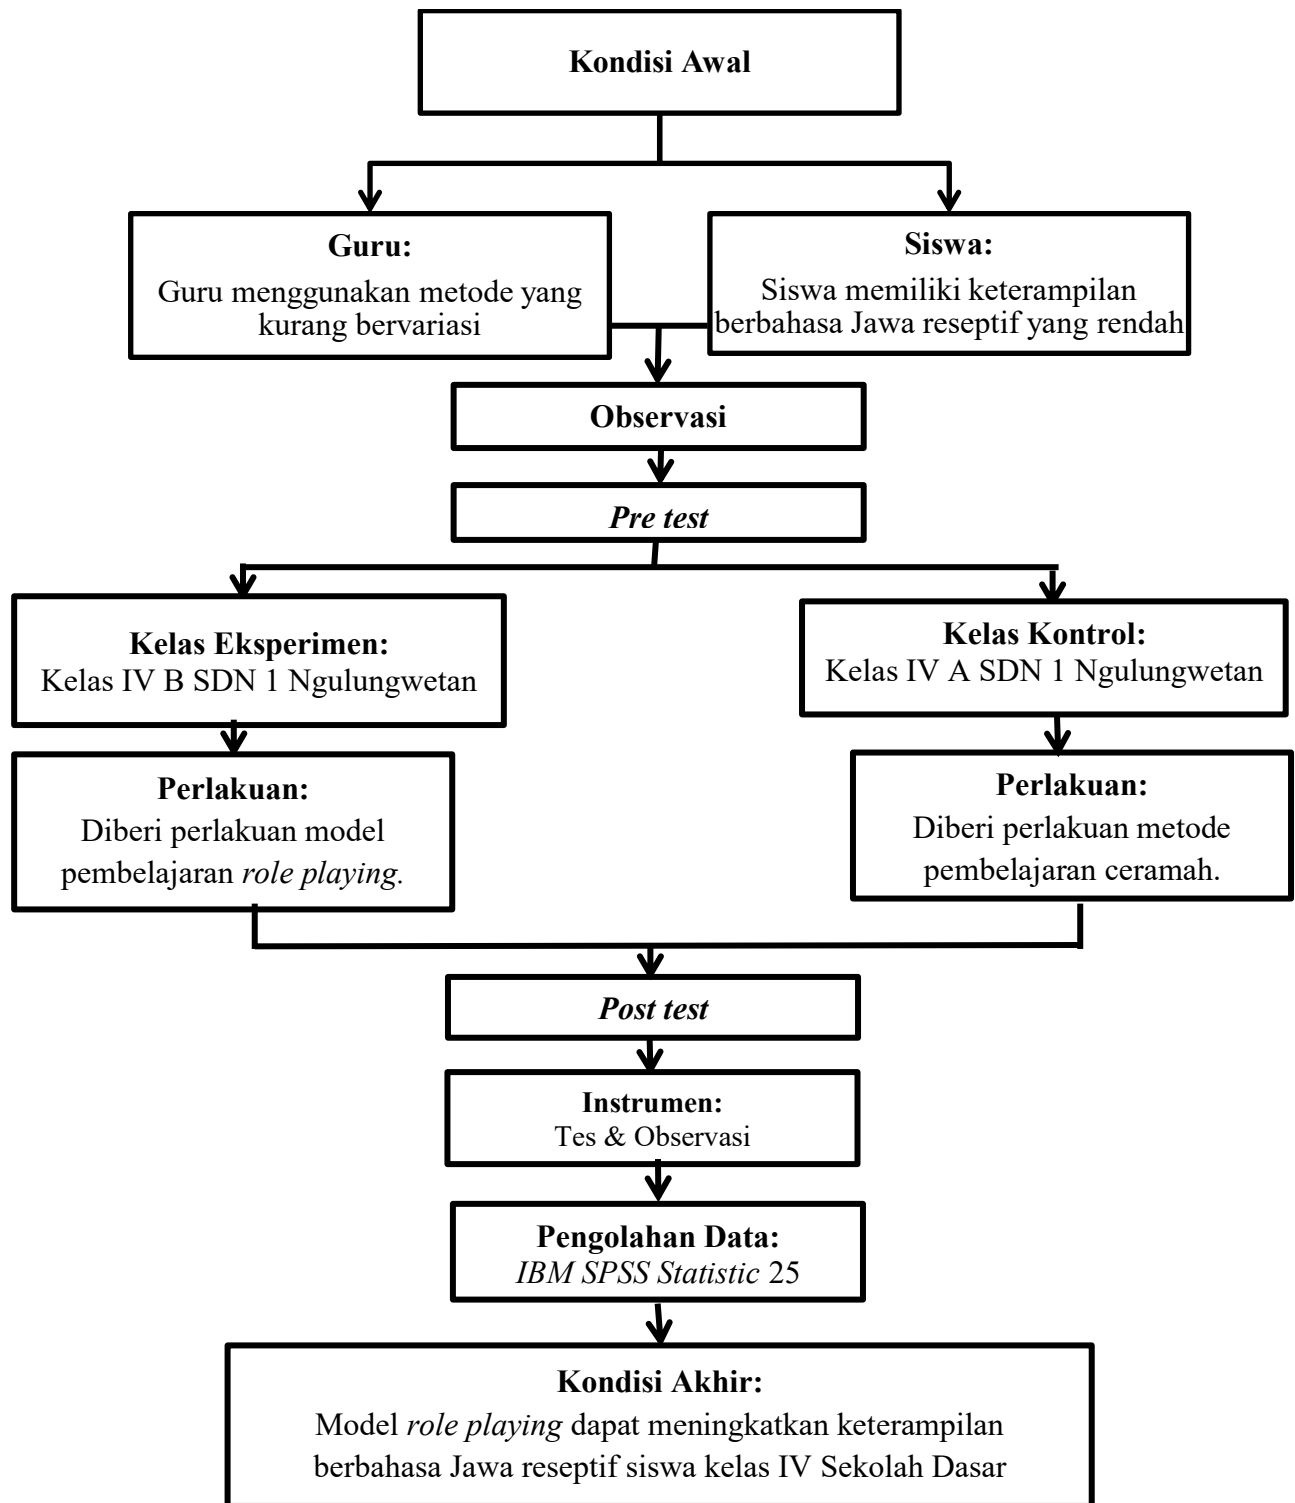 Kondisi Awal
Guru:
Guru menggunakan metode yang
kurang bervariasi
Siswa:
Siswa memiliki keterampilan
berbahasa Jawa reseptif yang rendah
Observasi
Pre test
Kelas Eksperimen:
Kelas IV B SDN 1 Ngulungwetan
Kelas Kontrol:
Kelas IV A SDN 1 Ngulungwetan
Perlakuan:
Diberi perlakuan model
pembelajaran role playing.
Perlakuan:
Diberi perlakuan metode
pembelajaran ceramah.
Post test
Instrumen:
Tes & Observasi
Pengolahan Data:
IBM SPSS Statistic 25
Kondisi Akhir:
Model role playing dapat meningkatkan keterampilan
berbahasa Jawa reseptif siswa kelas IV Sekolah Dasar